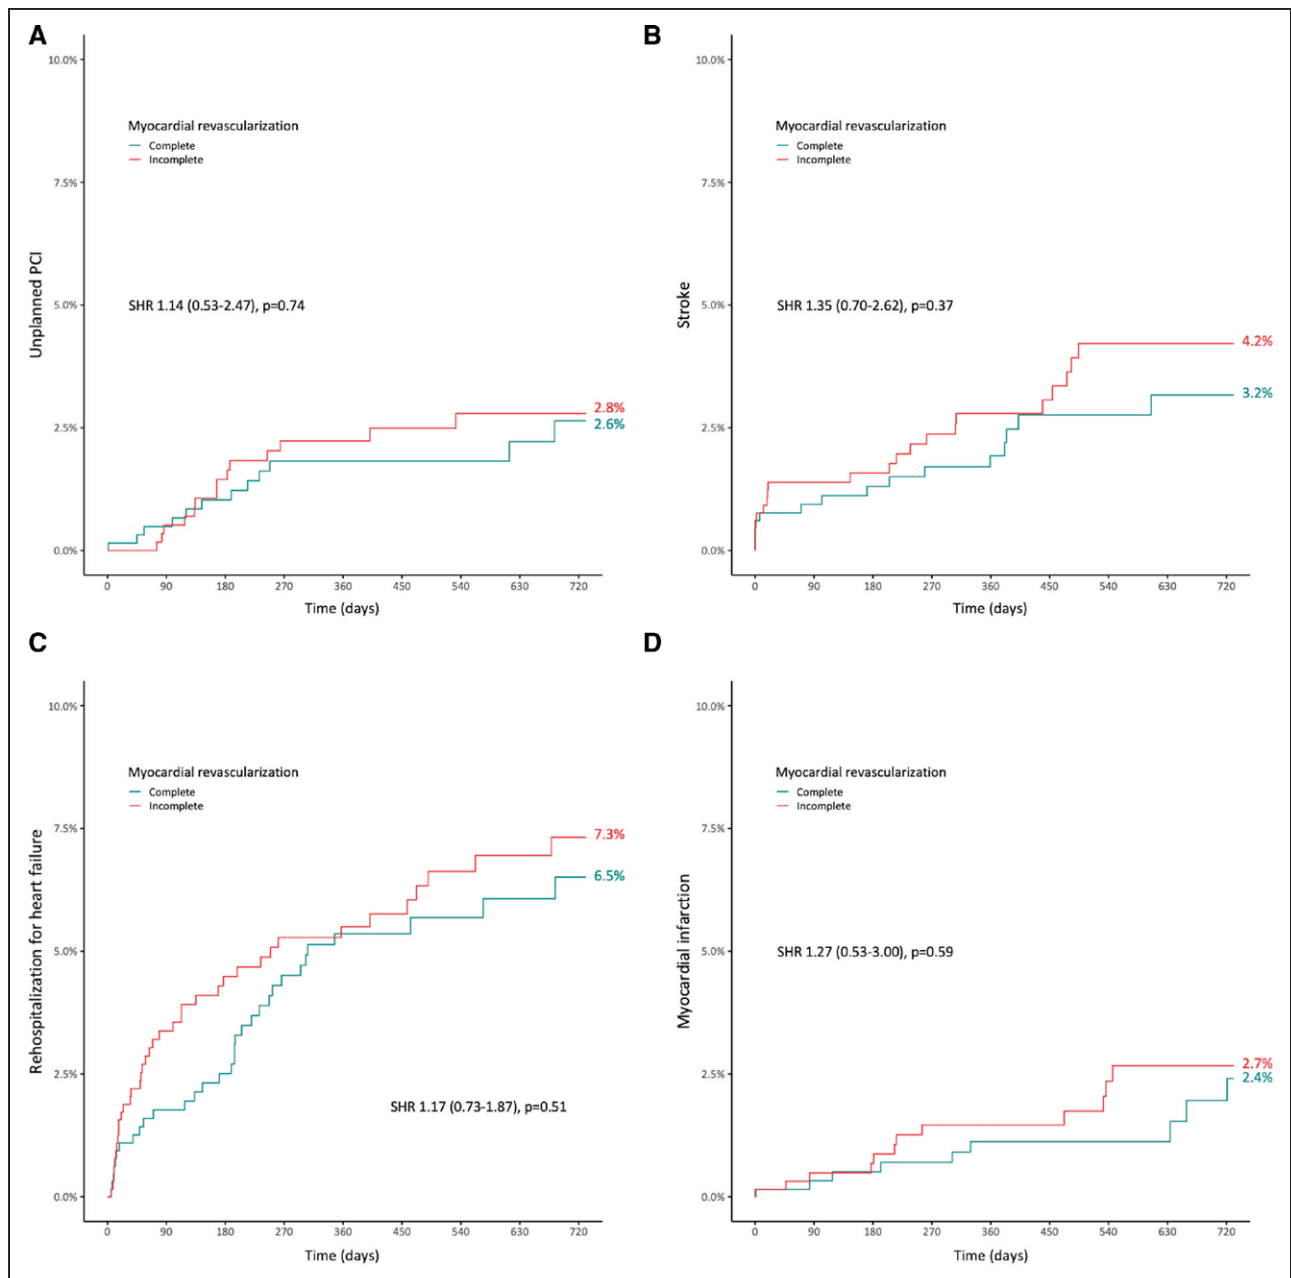 A
10.0%
Myocardial revascularization
Complete
Incomplete
7.5%
Unplanned PCI
5.0%
SHR 1.14 (0.53-2.47), p=0.74
2.8%
2.6%
2.5%
0.0%
0 90 180 270 360 450 540 630 720
Time (days)
B
10.0%
Myocardial revascularization
Complete
Incomplete
7.5%
Stroke
5.0%
SHR 1.35 (0.70-2.62), p=0.37
4.2%
3.2%
2.5%
0.0%
0 90 180 270 360 450 540 630 720
Time (days)
C
10.0%
Myocardial revascularization
Complete
Incomplete
7.5%
7.3%
6.5%
Rehospitalization for heart failure
5.0%
2.5%
SHR 1.17 (0.73-1.87), p=0.51
0.0%
0 90 180 270 360 450 540 630 720
Time (days)
D
10.0%
Myocardial revascularization
Complete
Incomplete
7.5%
Myocardial infarction
5.0%
SHR 1.27 (0.53-3.00), p=0.59
2.7%
2.4%
2.5%
0.0%
0 90 180 270 360 450 540 630 720
Time (days)